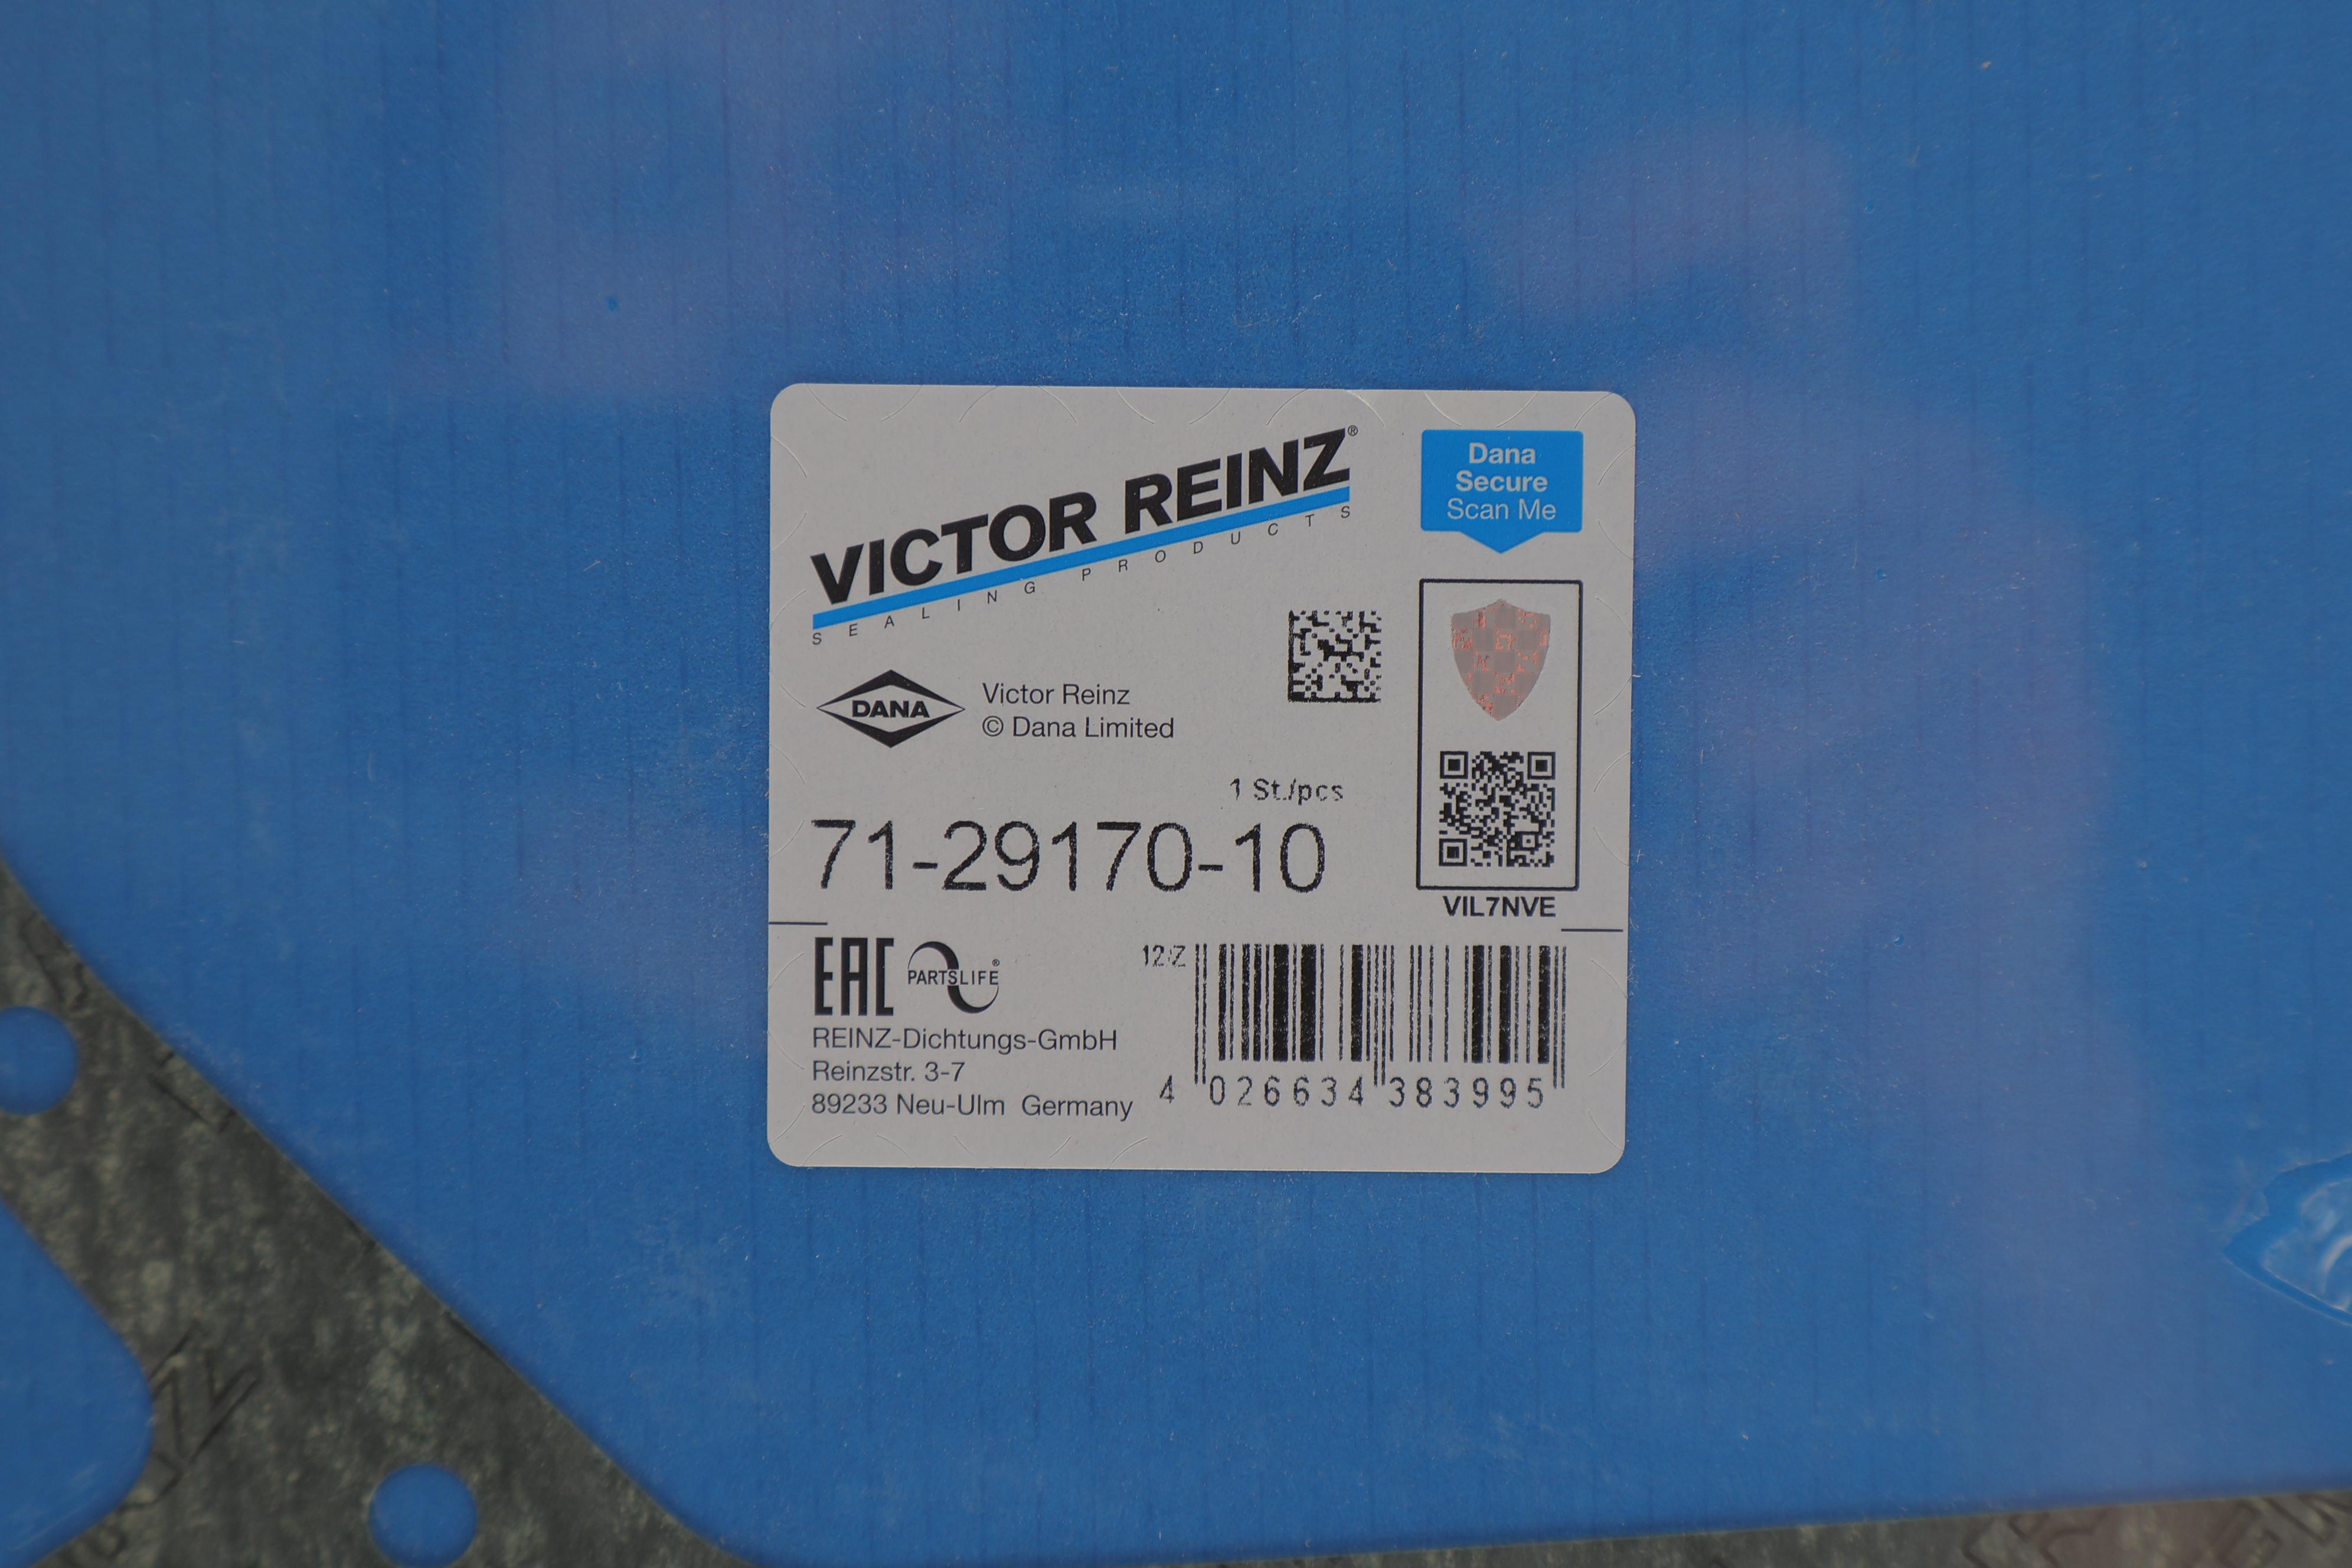 VICTOR REINZ®
SEALING PRODUCTS
Dana
Secure
Scan Me
DANA
Victor Reinz
© Dana Limited
1 St./pcs
71-29170-10
VIL7NVE
EAC
PARTSLIFE®
REINZ-Dichtungs-GmbH
Reinzstr. 3-7
89233 Neu-Ulm Germany
4 026634 383995